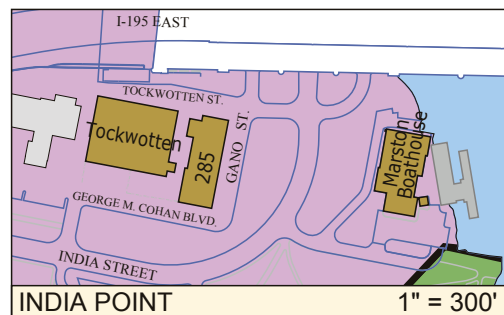 I-195 EAST
TOCKWOTTEN ST.
Tockwotten
285
GANO ST.
Marston
Boathouse
GEORGE M. COHAN BLVD.
INDIA STREET
INDIA POINT
1" = 300'